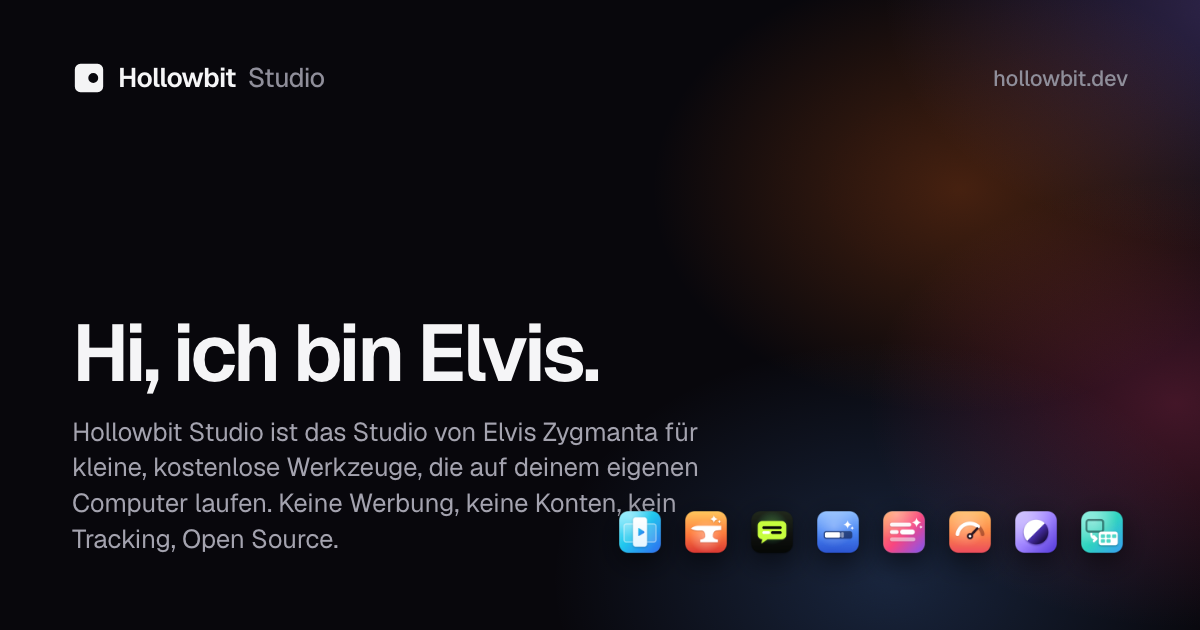 Hollowbit Studio
hollowbit.dev
Hi, ich bin Elvis.
Hollowbit Studio ist das Studio von Elvis Zygmanta für
kleine, kostenlose Werkzeuge, die auf deinem eigenen
Computer laufen. Keine Werbung, keine Konten, kein
Tracking, Open Source.